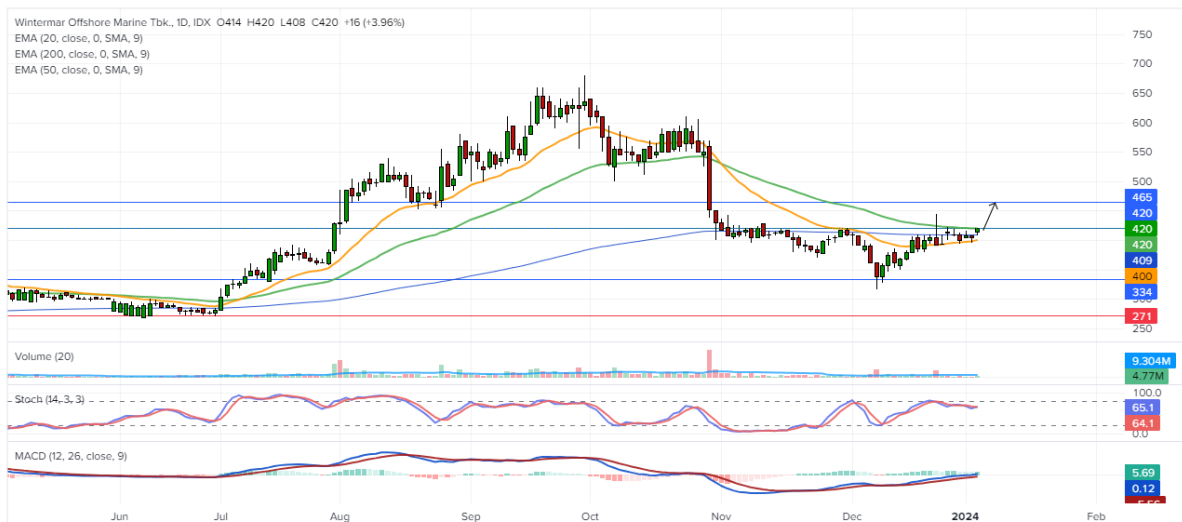 Wintermar Offshore Marine Tbk., 1D, IDX O414 H420 L408 C420 +16 (+3.96%)
EMA (20, close, 0, SMA, 9)
EMA (200, close, 0, SMA, 9)
EMA (50, close, 0, SMA, 9)
750
700
650
600
550
500
465
420
420
420
409
400
334
271
250
Volume (20)
9.304M
4.77M
Stoch (14, 3, 3)
100.0
65.1
64.1
0.0
MACD (12, 26, close, 9)
5.69
0.12
Jun Jul Aug Sep Oct Nov Dec 2024 Feb